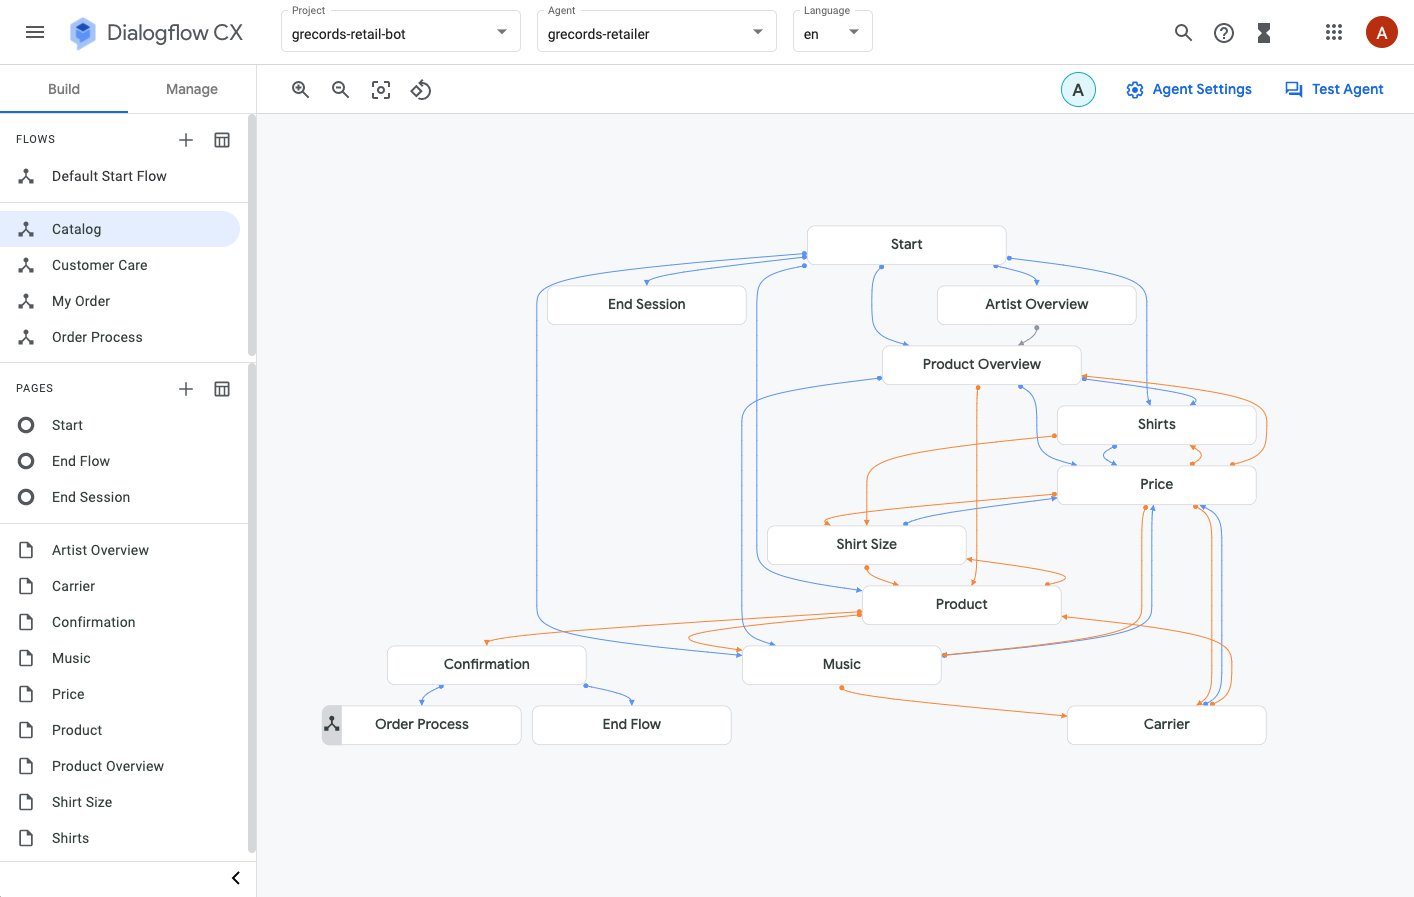 Dialogflow CX
Project
grecords-retail-bot
Agent
grecords-retailer
Language
en
A
Build
Manage
A
Agent Settings
Test Agent
FLOWS
Default Start Flow
Catalog
Customer Care
My Order
Order Process
PAGES
Start
End Flow
End Session
Artist Overview
Carrier
Confirmation
Music
Price
Product
Product Overview
Shirt Size
Shirts
Start
End Session
Artist Overview
Product Overview
Shirts
Price
Shirt Size
Product
Confirmation
Music
Order Process
End Flow
Carrier